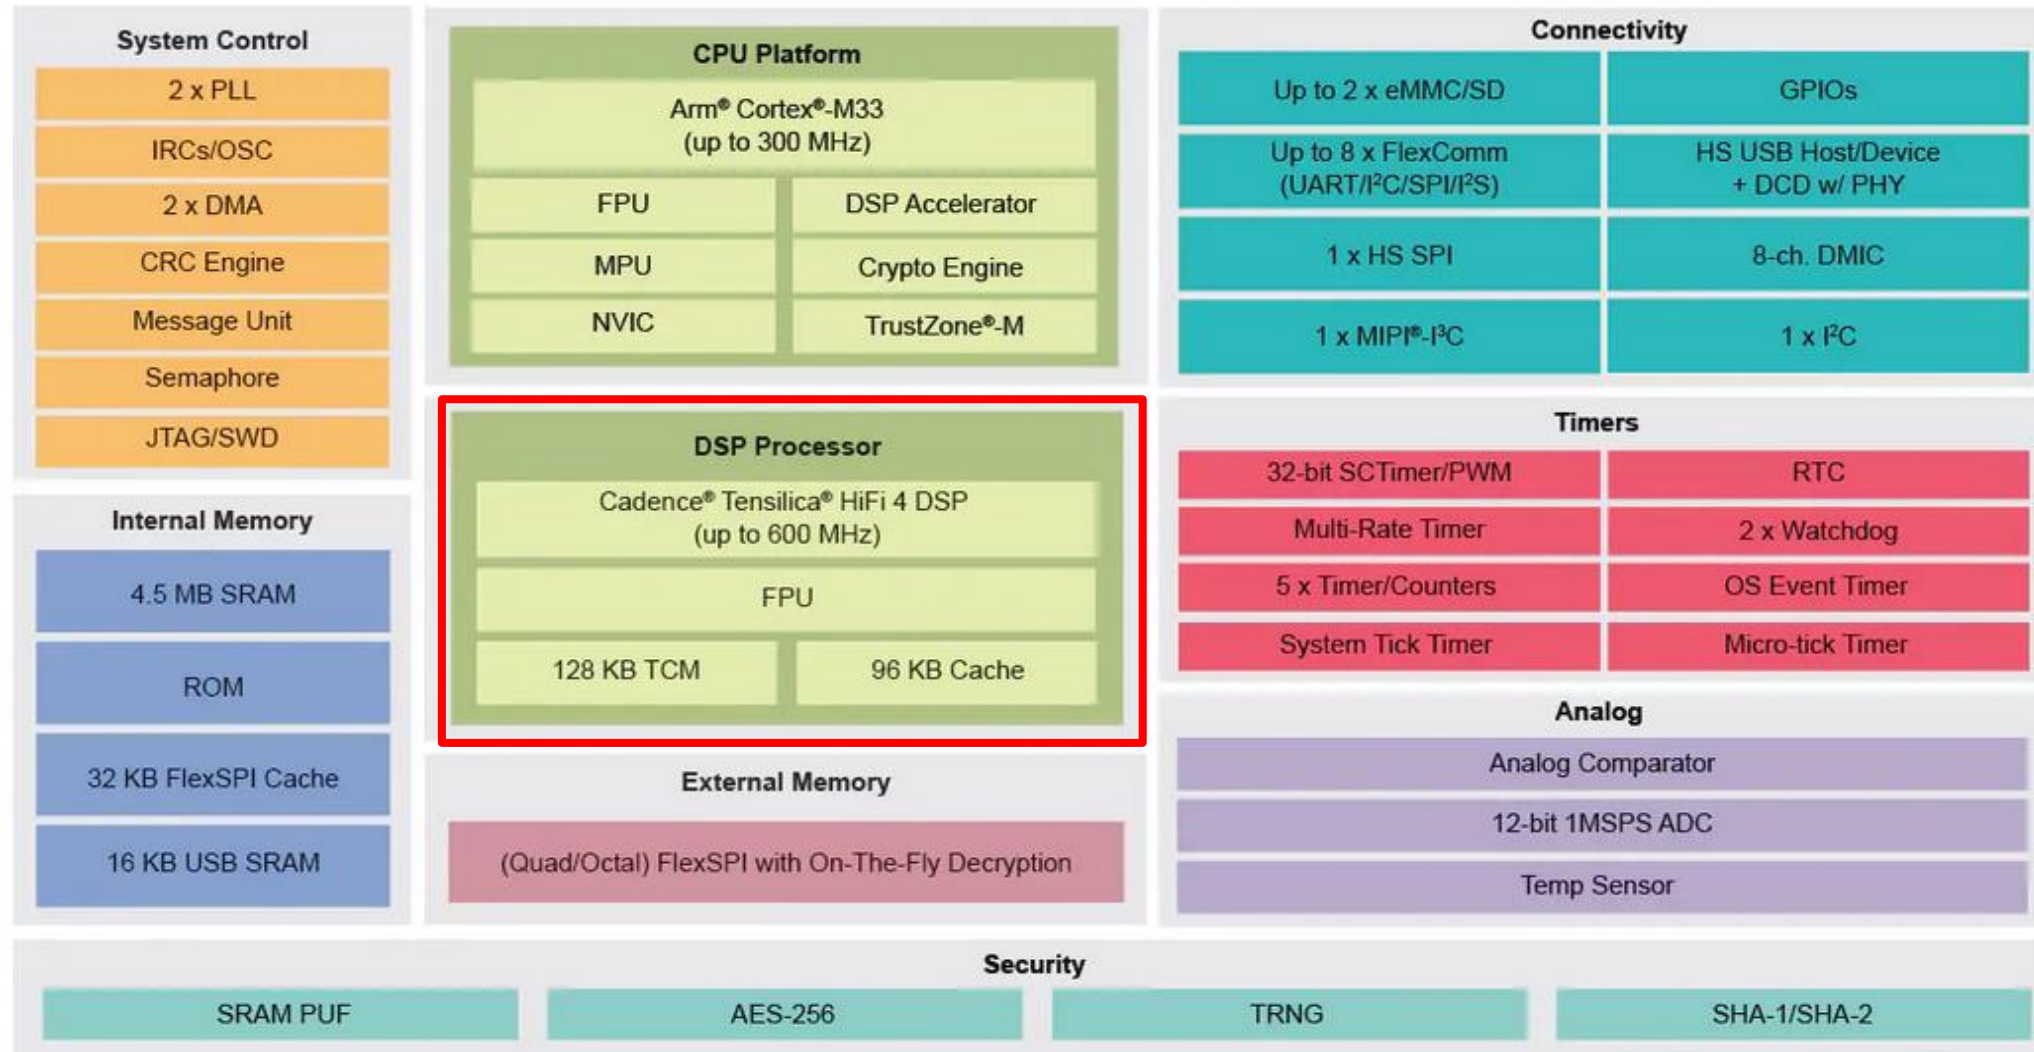 System Control
2 x PLL
IRCs/OSC
2 x DMA
CRC Engine
Message Unit
Semaphore
JTAG/SWD
Internal Memory
4.5 MB SRAM
ROM
32 KB FlexSPI Cache
16 KB USB SRAM
CPU Platform
Arm® Cortex®-M33
(up to 300 MHz)
FPU
DSP Accelerator
MPU
Crypto Engine
NVIC
TrustZone®-M
DSP Processor
Cadence® Tensilica® HiFi 4 DSP
(up to 600 MHz)
FPU
128 KB TCM
96 KB Cache
External Memory
(Quad/Octal) FlexSPI with On-The-Fly Decryption
Connectivity
Up to 2 x eMMC/SD
GPIOs
Up to 8 x FlexComm
(UART/I²C/SPI/I²S)
HS USB Host/Device
+ DCD w/ PHY
1 x HS SPI
8-ch. DMIC
1 x MIPI®-I³C
1 x I²C
Timers
32-bit SCTimer/PWM
RTC
Multi-Rate Timer
2 x Watchdog
5 x Timer/Counters
OS Event Timer
System Tick Timer
Micro-tick Timer
Analog
Analog Comparator
12-bit 1MSPS ADC
Temp Sensor
Security
SRAM PUF
AES-256
TRNG
SHA-1/SHA-2